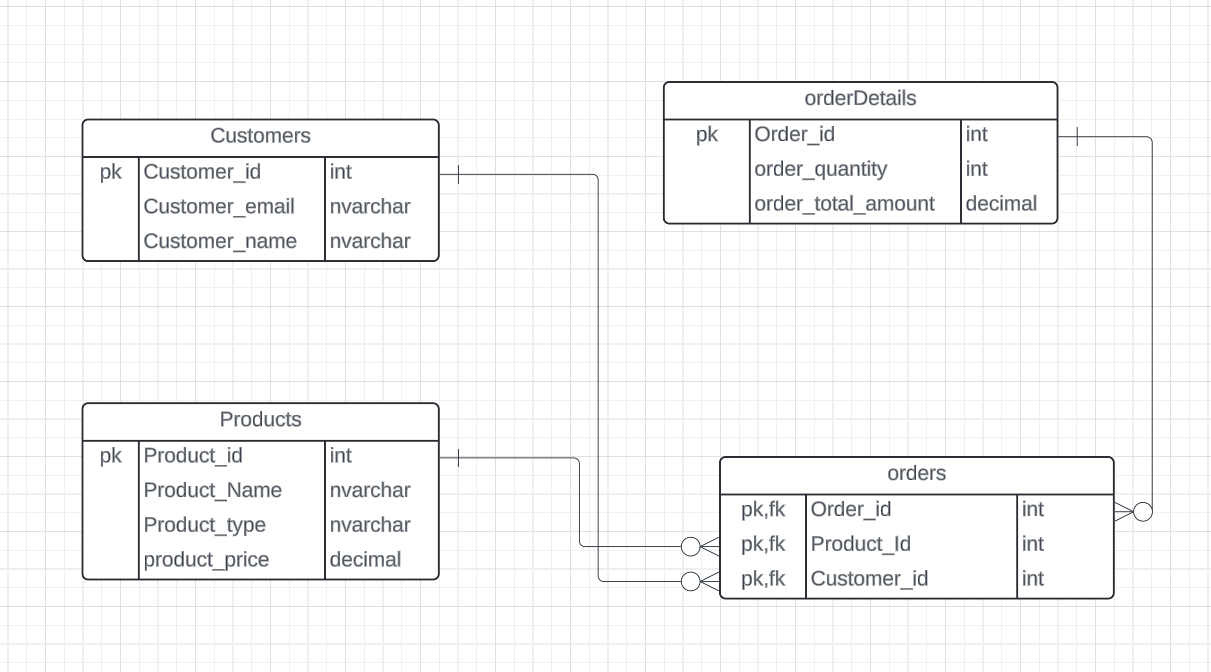 Customers
pk Customer_id int
Customer_email nvarchar
Customer_name nvarchar
orderDetails
pk Order_id int
order_quantity int
order_total_amount decimal
Products
pk Product_id int
Product_Name nvarchar
Product_type nvarchar
product_price decimal
orders
pk,fk Order_id int
pk,fk Product_Id int
pk,fk Customer_id int